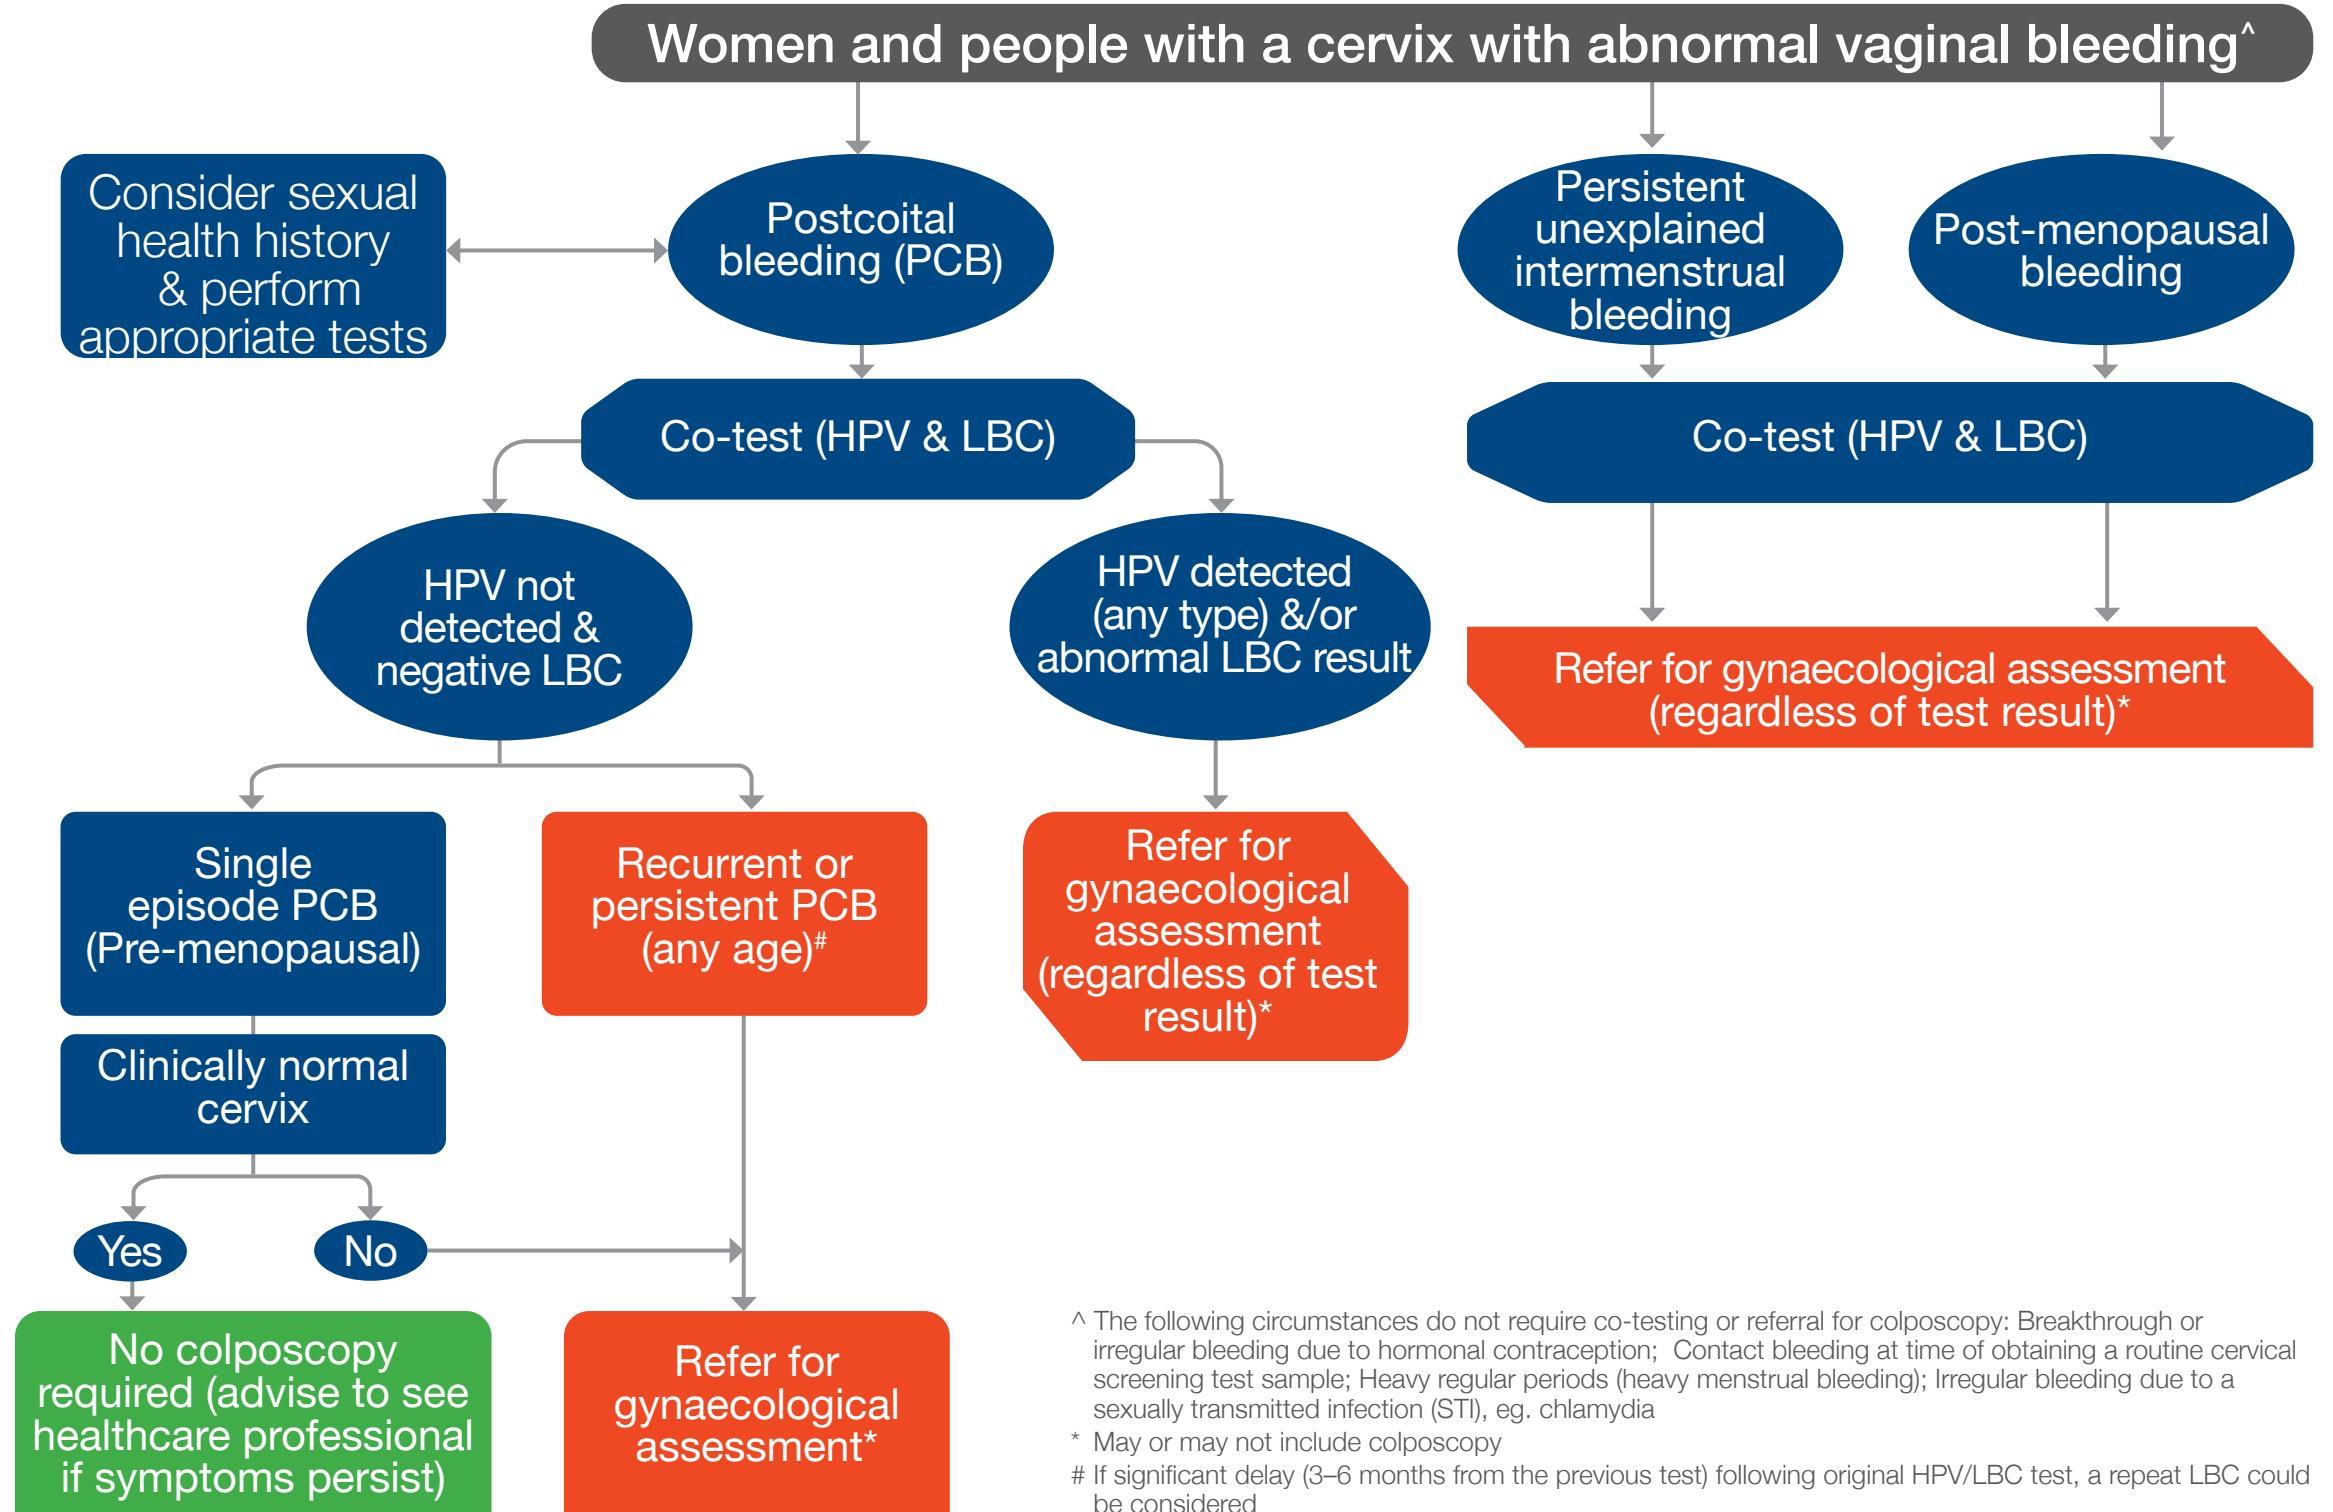 Women and people with a cervix with abnormal vaginal bleeding^
Consider sexual
health history
& perform
appropriate tests
Postcoital
bleeding (PCB)
Persistent
unexplained
intermenstrual
bleeding
Post-menopausal
bleeding
Co-test (HPV & LBC)
Co-test (HPV & LBC)
HPV not
detected &
negative LBC
HPV detected
(any type) &/or
abnormal LBC result
Refer for gynaecological assessment
(regardless of test result)*
Single
episode PCB
(Pre-menopausal)
Recurrent or
persistent PCB
(any age)#
Refer for
gynaecological
assessment
(regardless of test
result)*
Clinically normal
cervix
Yes
No
No colposcopy
required (advise to see
healthcare professional
if symptoms persist)
Refer for
gynaecological
assessment*
^ The following circumstances do not require co-testing or referral for colposcopy: Breakthrough or
irregular bleeding due to hormonal contraception; Contact bleeding at time of obtaining a routine cervical
screening test sample; Heavy regular periods (heavy menstrual bleeding); Irregular bleeding due to a
sexually transmitted infection (STI), eg. chlamydia
* May or may not include colposcopy
# If significant delay (3–6 months from the previous test) following original HPV/LBC test, a repeat LBC could
be considered